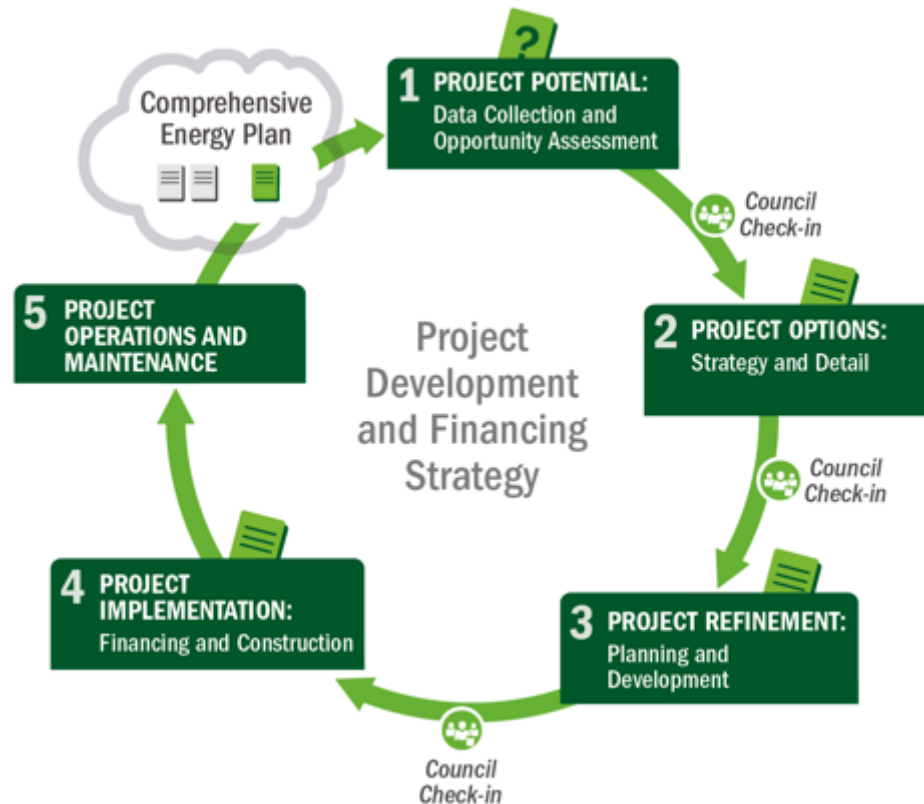 Comprehensive
Energy Plan
?
1 PROJECT POTENTIAL:
Data Collection and
Opportunity Assessment
Council
Check-in
2 PROJECT OPTIONS:
Strategy and Detail
Council
Check-in
3 PROJECT REFINEMENT:
Planning and
Development
Council
Check-in
4 PROJECT
IMPLEMENTATION:
Financing and Construction
5 PROJECT
OPERATIONS AND
MAINTENANCE
Project
Development
and Financing
Strategy